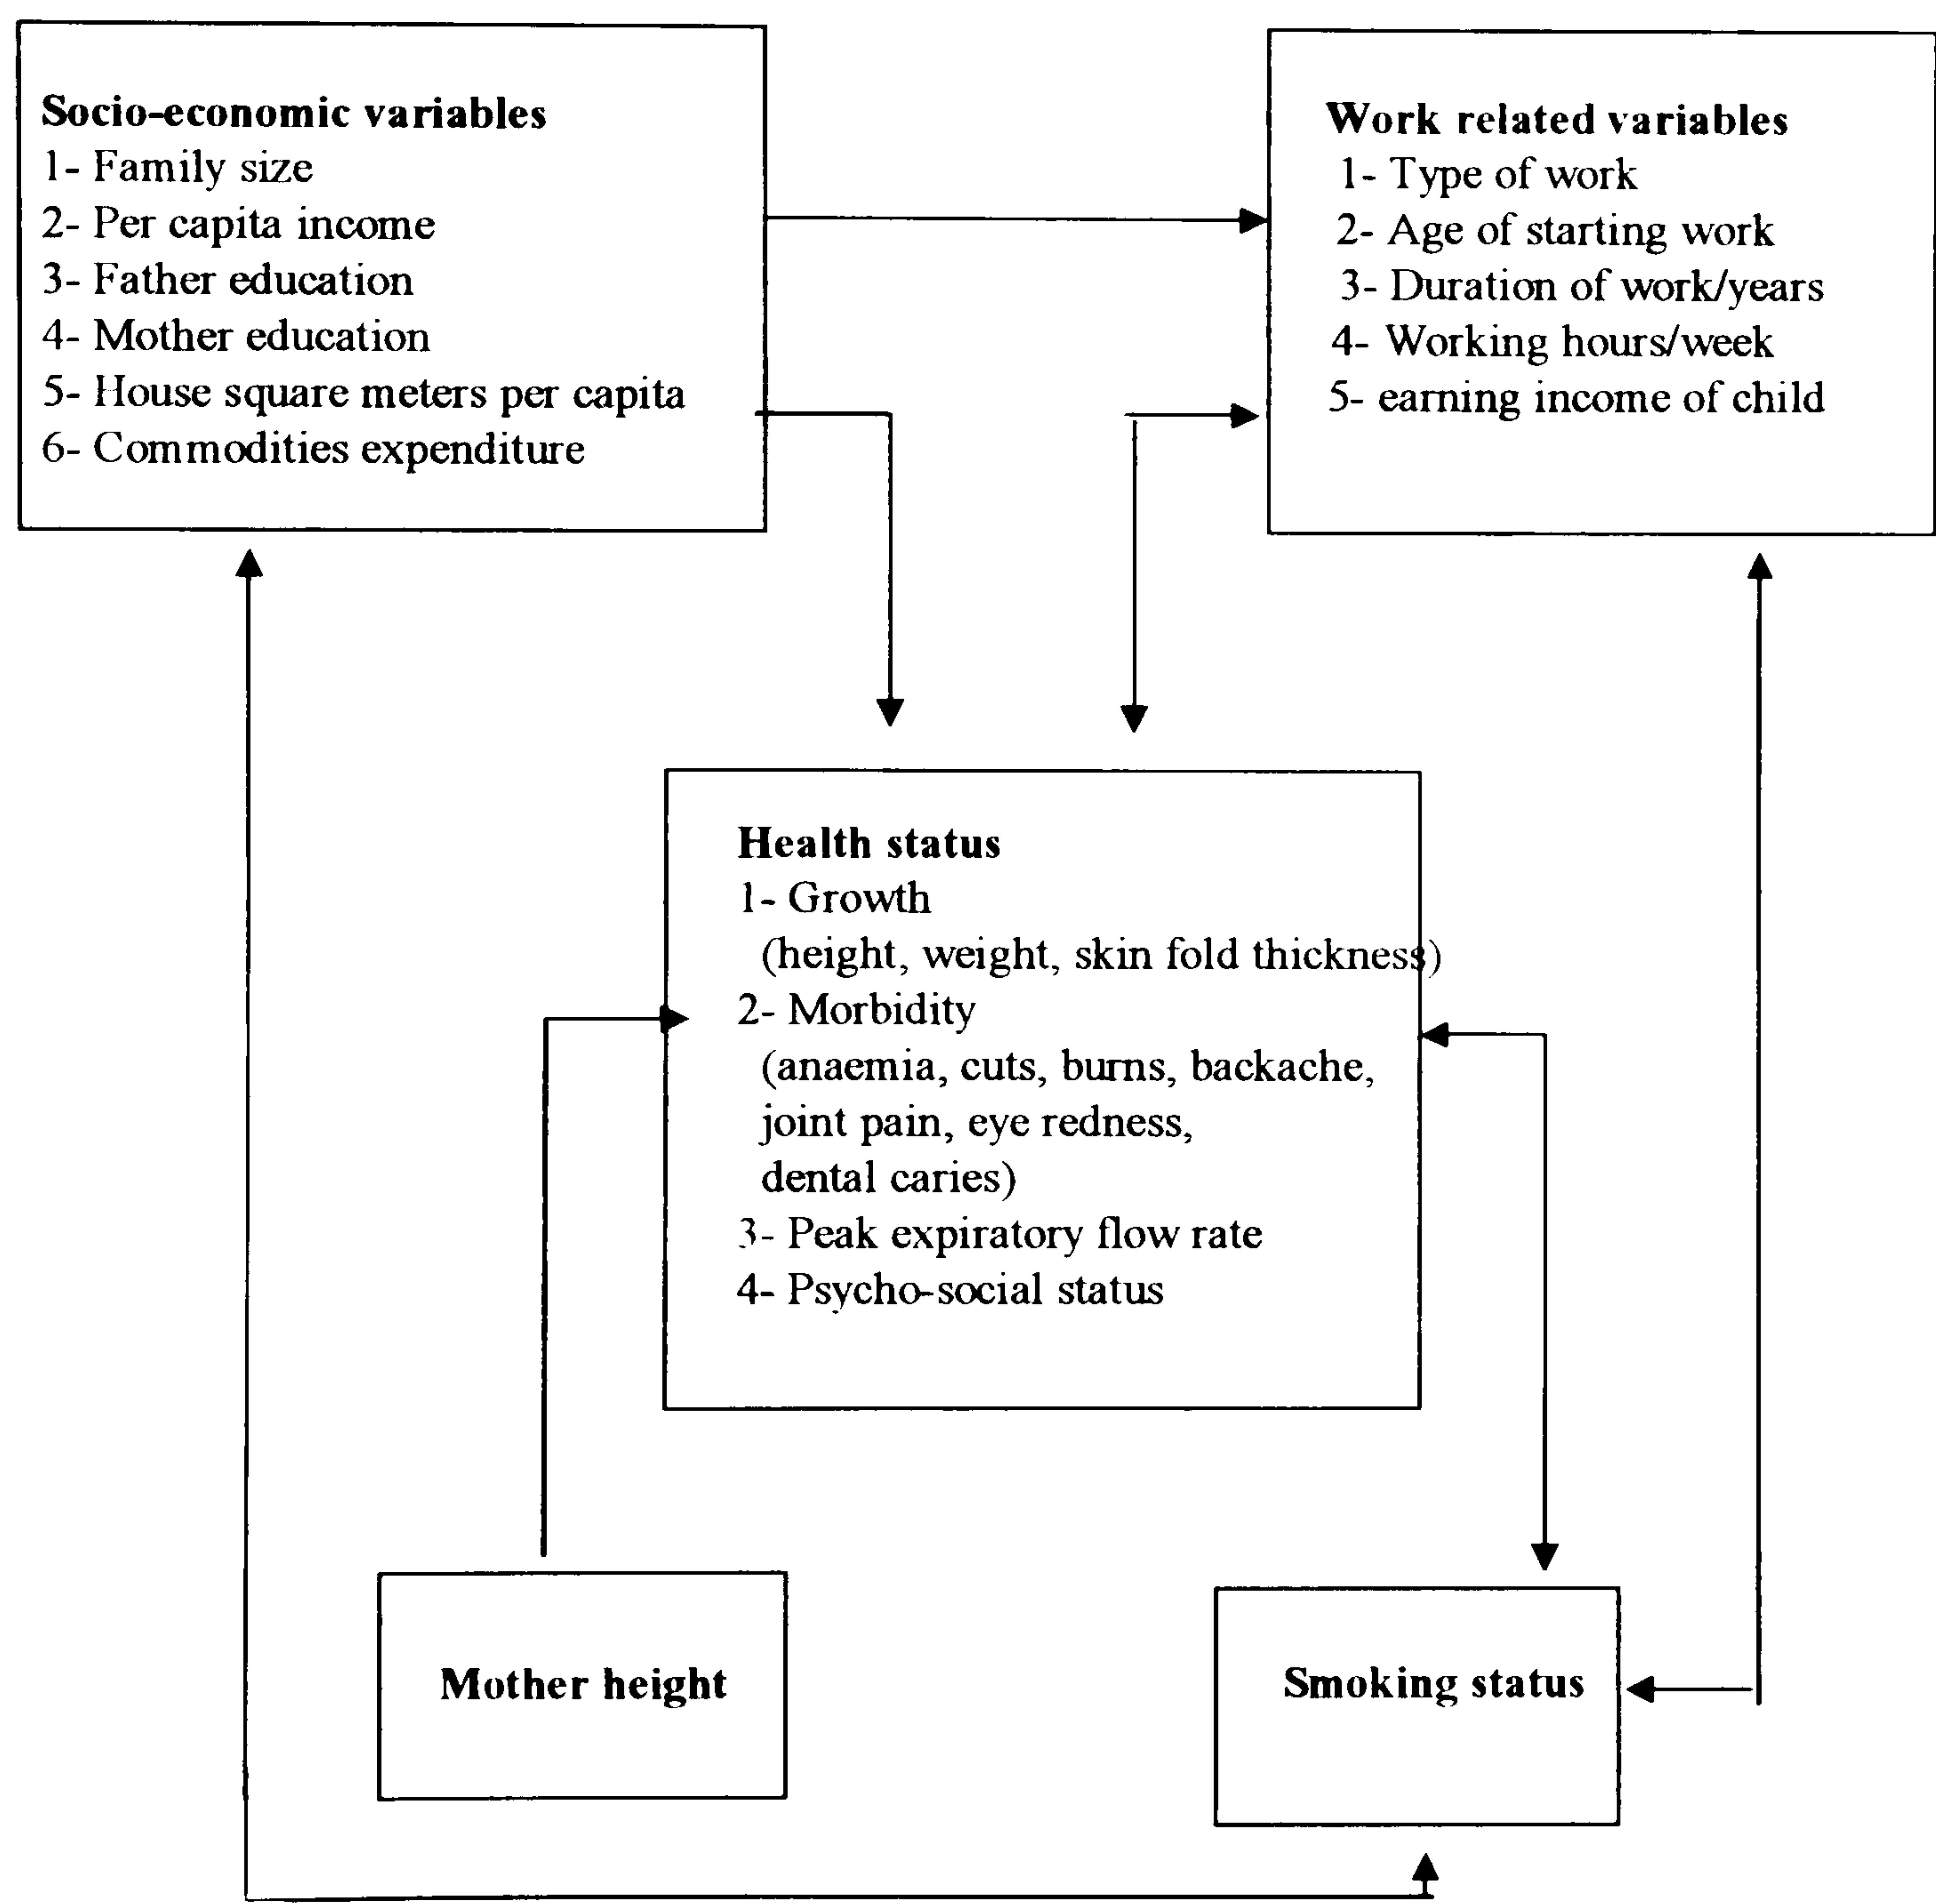 Socio-economic variables
1- Family size
2- Per capita income
3- Father education
4- Mother education
5- House square meters per capita
6- Commodities expenditure
Work related variables
1- Type of work
2- Age of starting work
3- Duration of work/years
4- Working hours/week
5- earning income of child
Health status
1- Growth
(height, weight, skin fold thickness)
2- Morbidity
(anaemia, cuts, burns, backache,
joint pain, eye redness,
dental caries)
3- Peak expiratory flow rate
4- Psycho-social status
Mother height
Smoking status